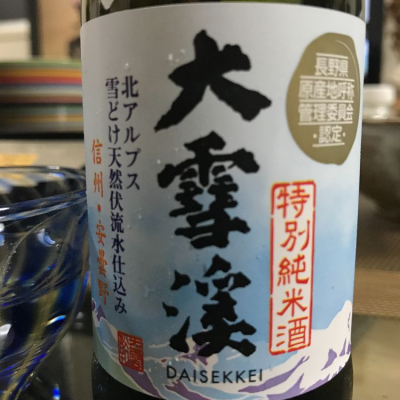 大雪渓
DAISEKKEI
特別純米酒
長野県
原産地呼称
管理委員会
・認定・
北アルプス
雪どけ天然伏流水仕込み
信州・安曇野